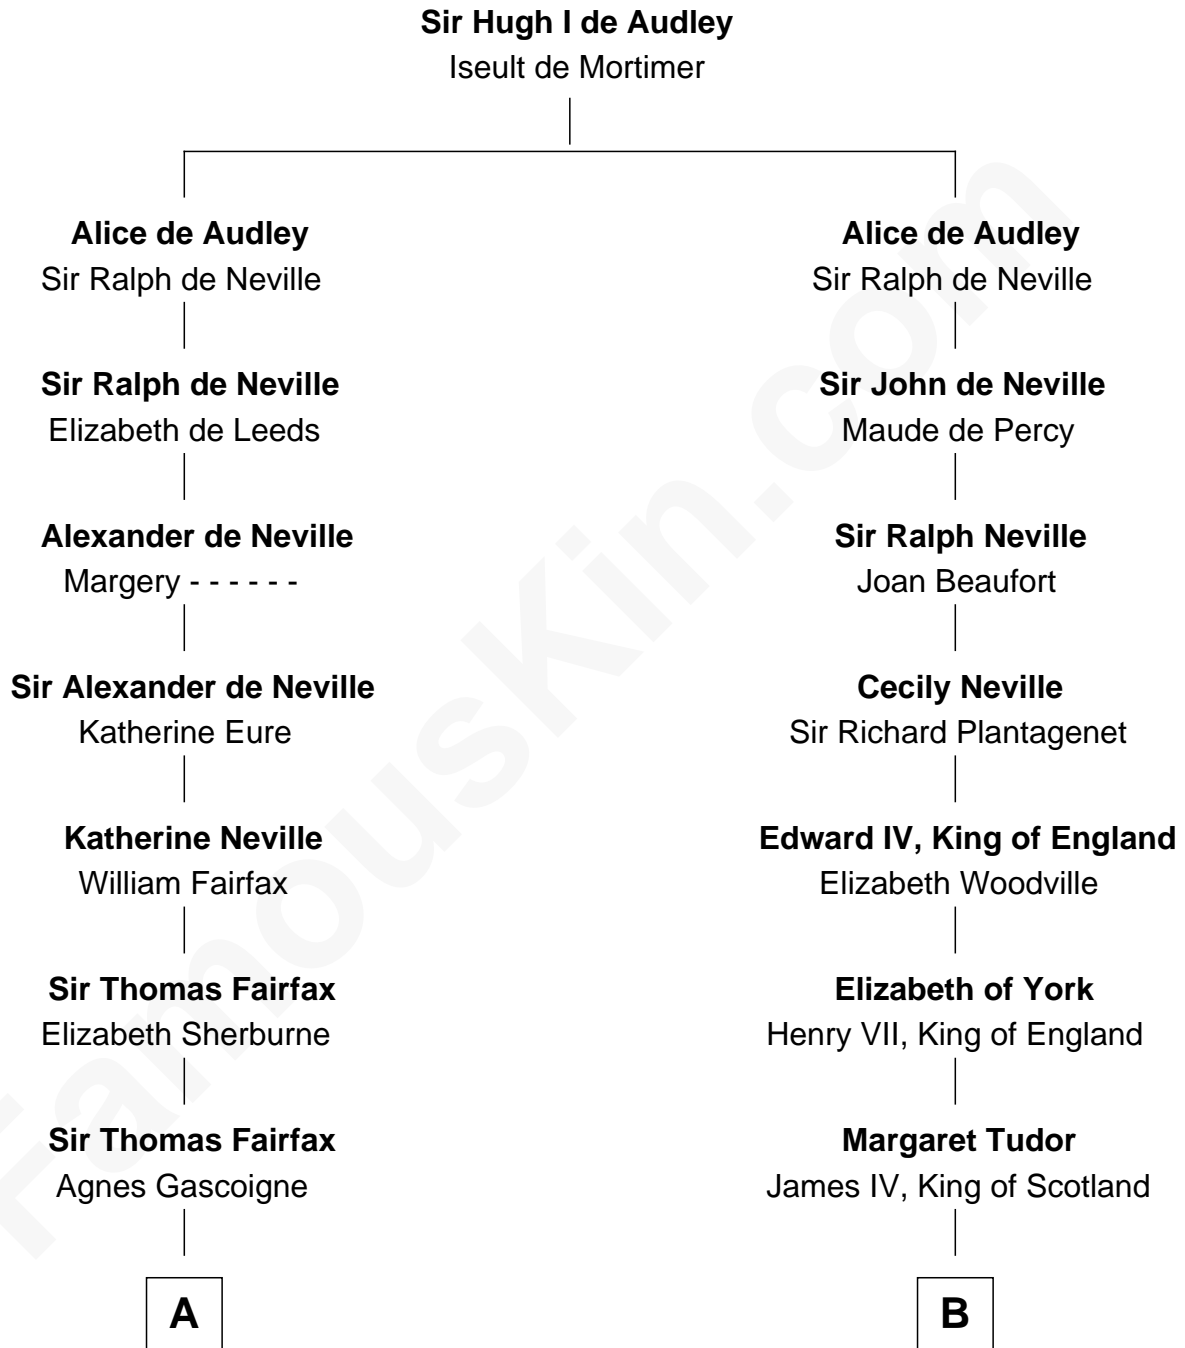 Sir Hugh I de Audley
Iseult de Mortimer
Alice de Audley
Sir Ralph de Neville
Sir Ralph de Neville
Elizabeth de Leeds
Alexander de Neville
Margery - - - - - -
Sir Alexander de Neville
Katherine Eure
Katherine Neville
William Fairfax
Sir Thomas Fairfax
Elizabeth Sherburne
Sir Thomas Fairfax
Agnes Gascoigne
A
Alice de Audley
Sir Ralph de Neville
Sir John de Neville
Maude de Percy
Sir Ralph Neville
Joan Beaufort
Cecily Neville
Sir Richard Plantagenet
Edward IV, King of England
Elizabeth Woodville
Elizabeth of York
Henry VII, King of England
Margaret Tudor
James IV, King of Scotland
B
FamousKin.com